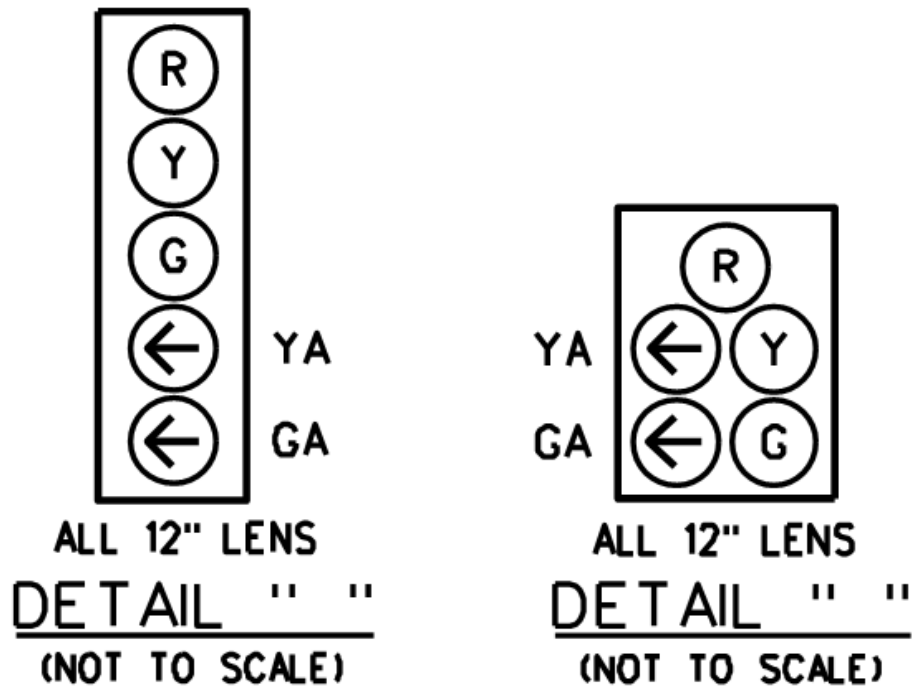 R
Y
G
YA
GA
ALL 12" LENS
DETAIL " "
(NOT TO SCALE)
R
YA Y
GA G
ALL 12" LENS
DETAIL " "
(NOT TO SCALE)